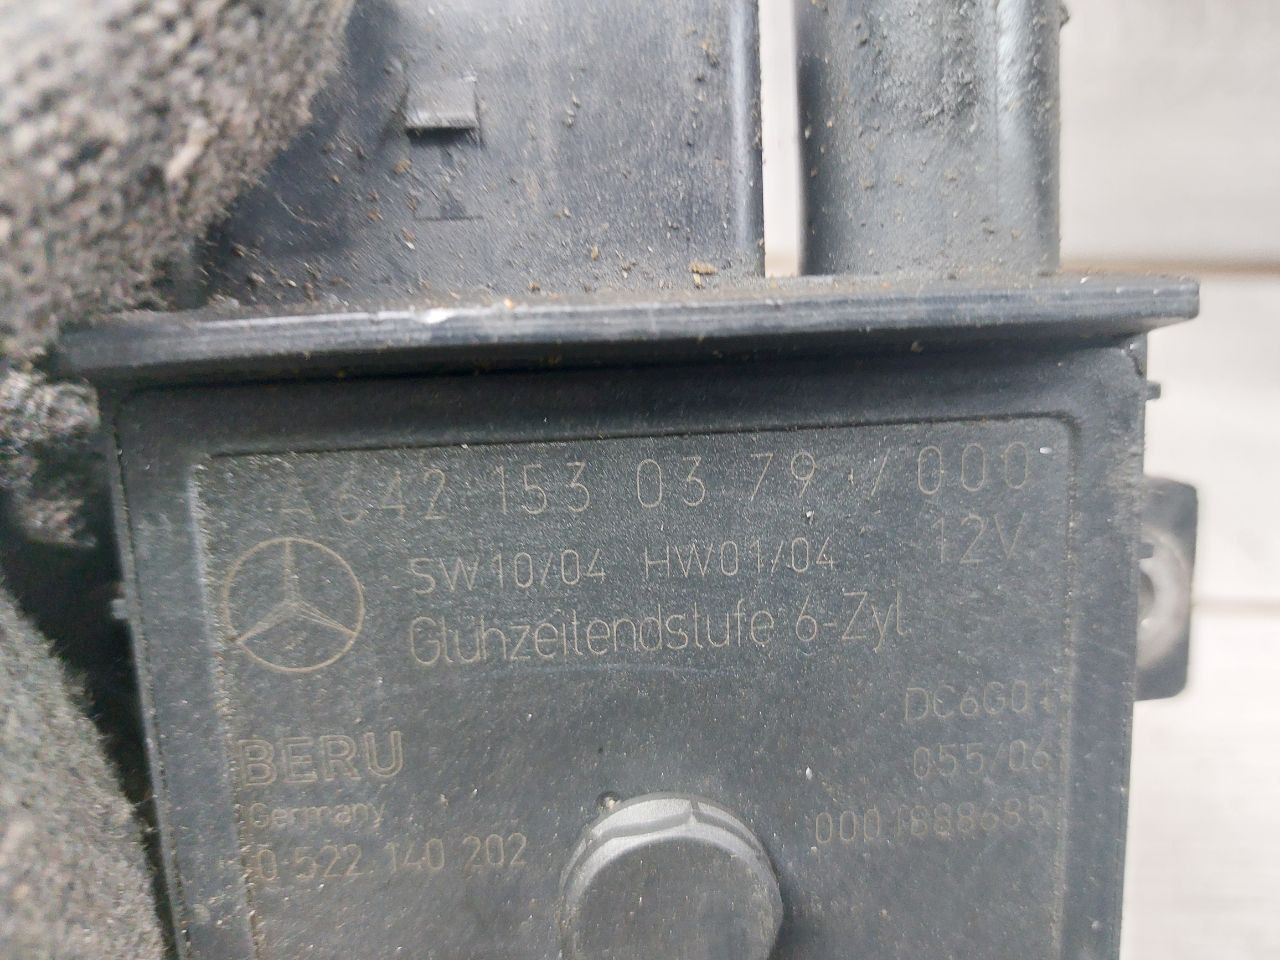 A 642 153 03 79 / 000
12V
SW10/04 HW01/04
Glühzeitendstufe 6-Zyl
DC6G01
BERU
055/06
Germany
0001888685
0 522 140 202